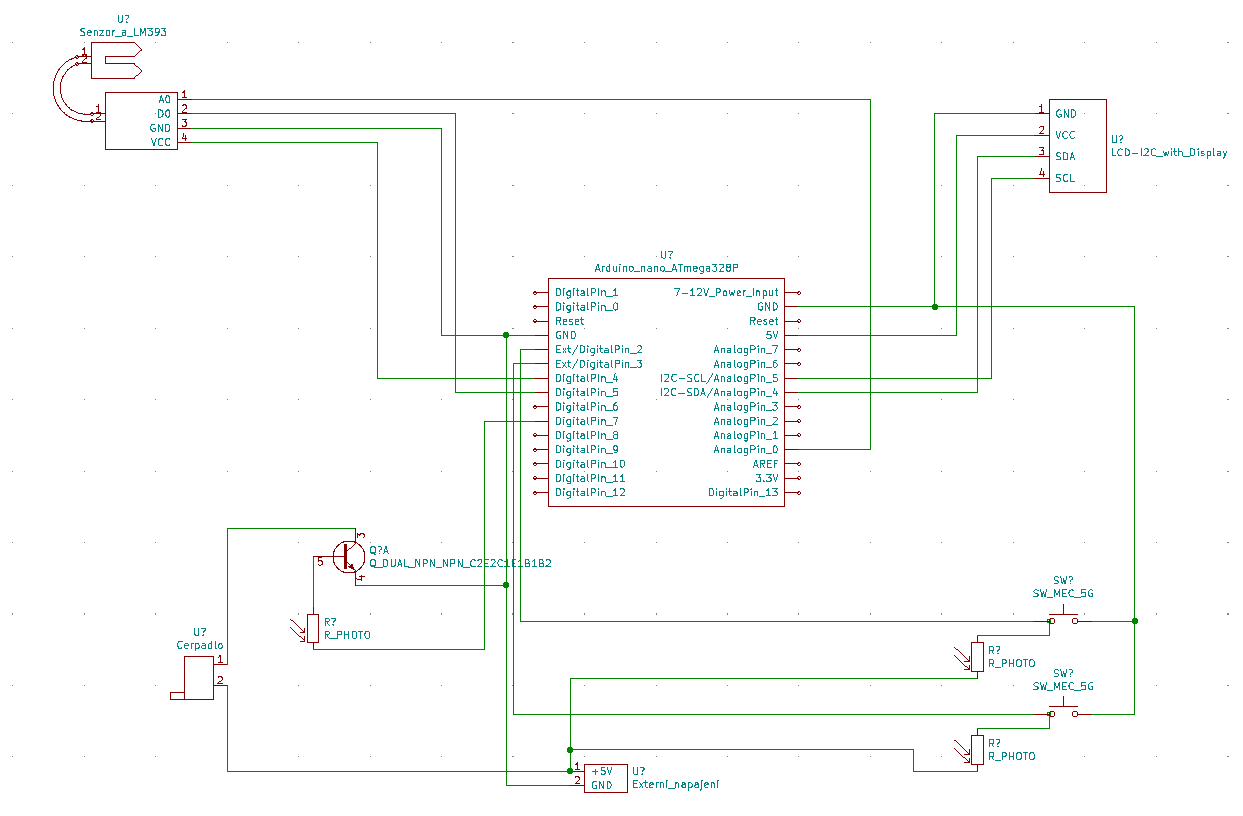 U?
Senzor_a_LM393
1
2
1
2
A0 1
D0 2
GND 3
VCC 4
1 GND
2 VCC
3 SDA
4 SCL
U?
LCD-I2C_with_Display
U?
Arduino_nano_ATmega328P
DigitalPin_1
DigitalPin_0
Reset
GND
Ext/DigitalPin_2
Ext/DigitalPin_3
DigitalPin_4
DigitalPin_5
DigitalPin_6
DigitalPin_7
DigitalPin_8
DigitalPin_9
DigitalPin_10
DigitalPin_11
DigitalPin_12
7-12V_Power_Input
GND
Reset
5V
AnalogPin_7
AnalogPin_6
I2C-SCL/AnalogPin_5
I2C-SDA/AnalogPin_4
AnalogPin_3
AnalogPin_2
AnalogPin_1
AnalogPin_0
AREF
3.3V
DigitalPin_13
3
5
4
Q?A
Q_DUAL_NPN_NPN_C2E2C1E1B1B2
R?
R_PHOTO
U?
Cerpadlo
1
2
SW?
SW_MEC_5G
R?
R_PHOTO
SW?
SW_MEC_5G
R?
R_PHOTO
1 +5V
2 GND
U?
Externi_napajeni